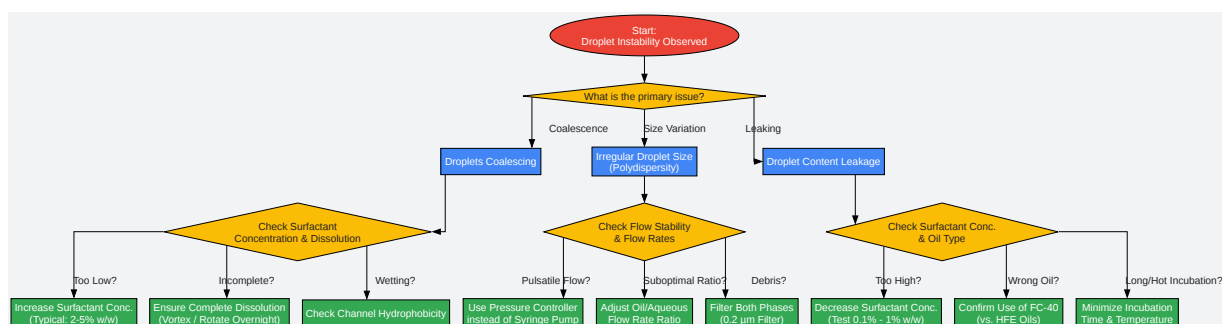 Start:
Droplet Instability Observed
What is the primary issue?
Coalescence
Size Variation
Leaking
Droplets Coalescing
Irregular Droplet Size
(Polydispersity)
Droplet Content Leakage
Check Surfactant
Concentration & Dissolution
Check Flow Stability
& Flow Rates
Check Surfactant Conc.
& Oil Type
Too Low?
Incomplete?
Wetting?
Pulsatile Flow?
Suboptimal Ratio?
Debris?
Too High?
Wrong Oil?
Long/Hot Incubation?
Increase Surfactant Conc.
(Typical: 2-5% w/w)
Ensure Complete Dissolution
(Vortex / Rotate Overnight)
Check Channel Hydrophobicity
Use Pressure Controller
instead of Syringe Pump
Adjust Oil/Aqueous
Flow Rate Ratio
Filter Both Phases
(0.2 µm Filter)
Decrease Surfactant Conc.
(Test 0.1% - 1% w/w)
Confirm Use of FC-40
(vs. HFE Oils)
Minimize Incubation
Time & Temperature